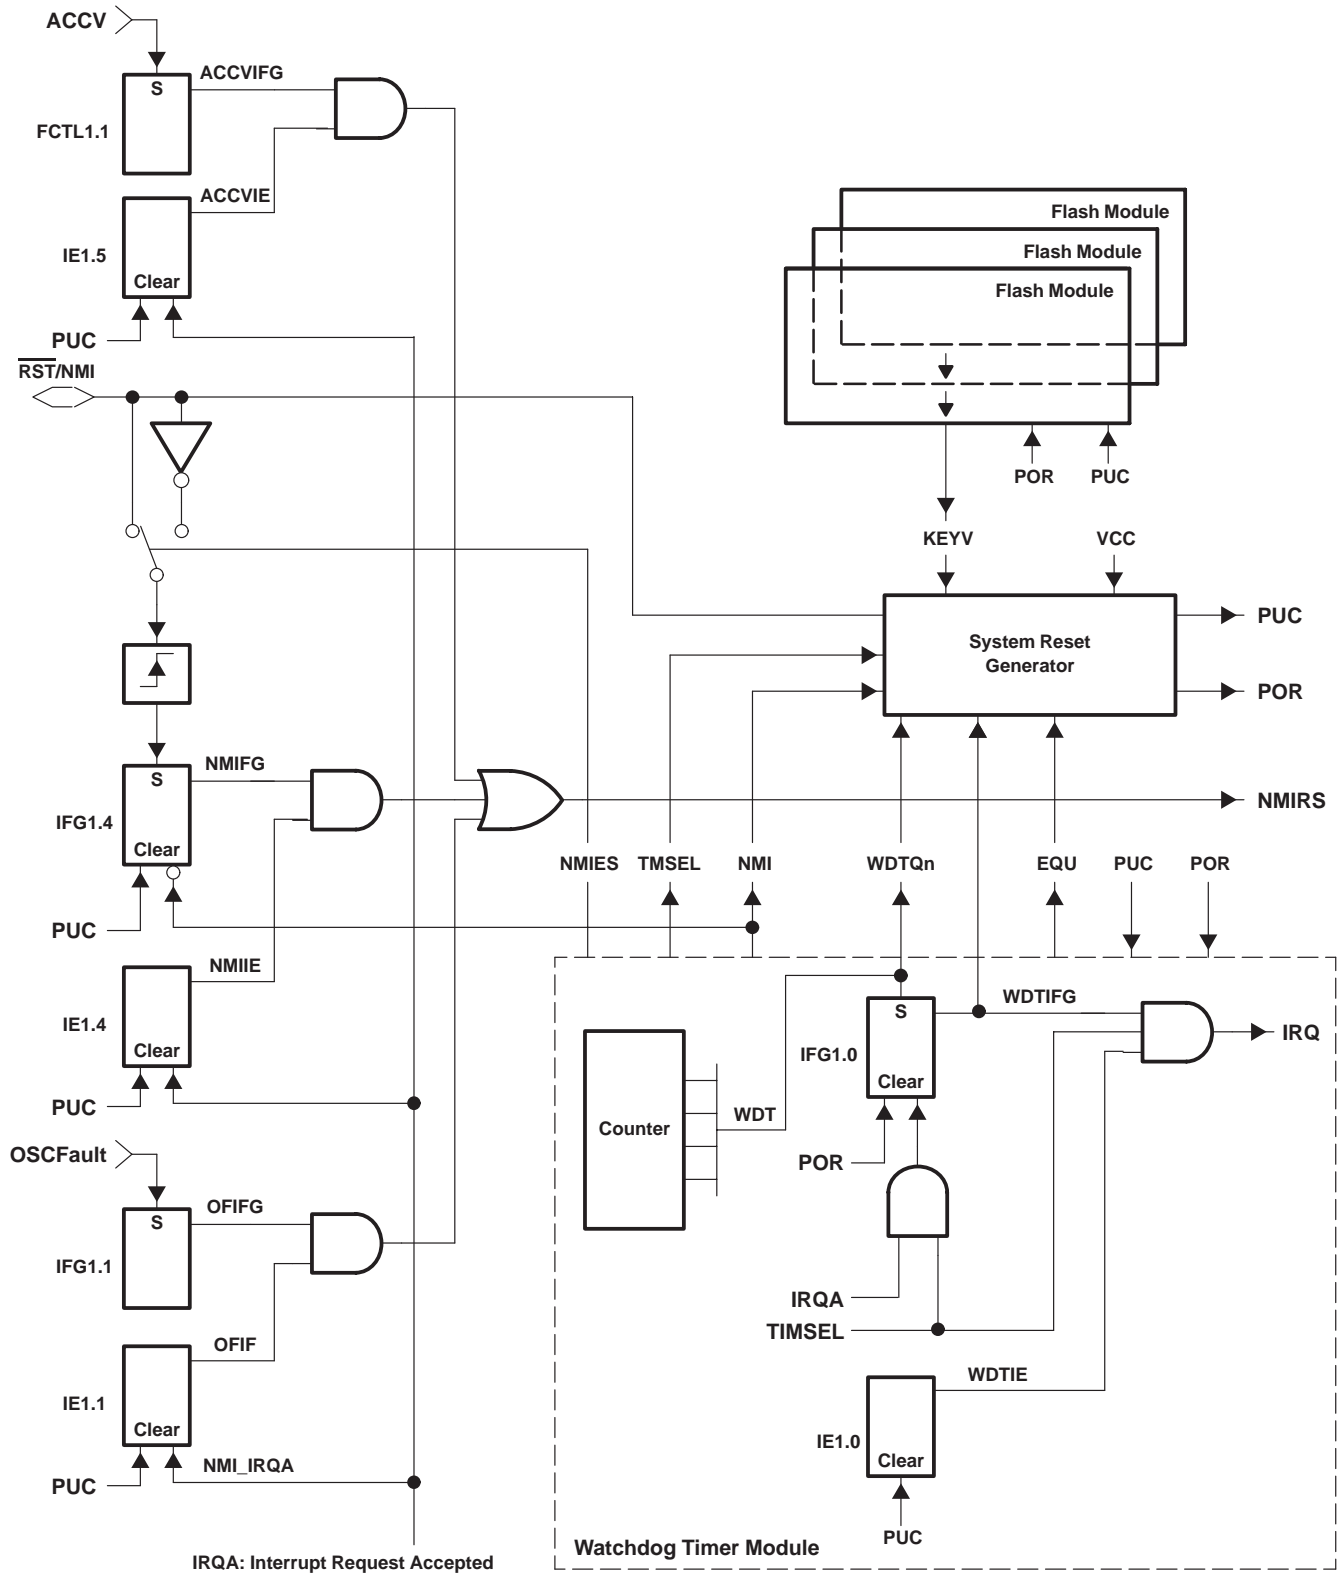 ACCV
S
ACCVIFG
FCTL1.1
ACCVIE
IE1.5
Clear
PUC
RST/NMI
Flash Module
Flash Module
Flash Module
POR
PUC
KEYV
VCC
System Reset
Generator
PUC
POR
S
NMIFG
IFG1.4
Clear
NMIRS
NMIES
TMSEL
NMI
WDTQn
EQU
PUC
POR
PUC
NMIIE
IE1.4
Clear
PUC
S
WDTIFG
IFG1.0
Clear
IRQ
Counter
WDT
POR
OSCFault
S
OFIFG
IFG1.1
IRQA
TIMSEL
OFIF
IE1.1
Clear
WDTIE
IE1.0
Clear
NMI_IRQA
PUC
PUC
Watchdog Timer Module
IRQA: Interrupt Request Accepted